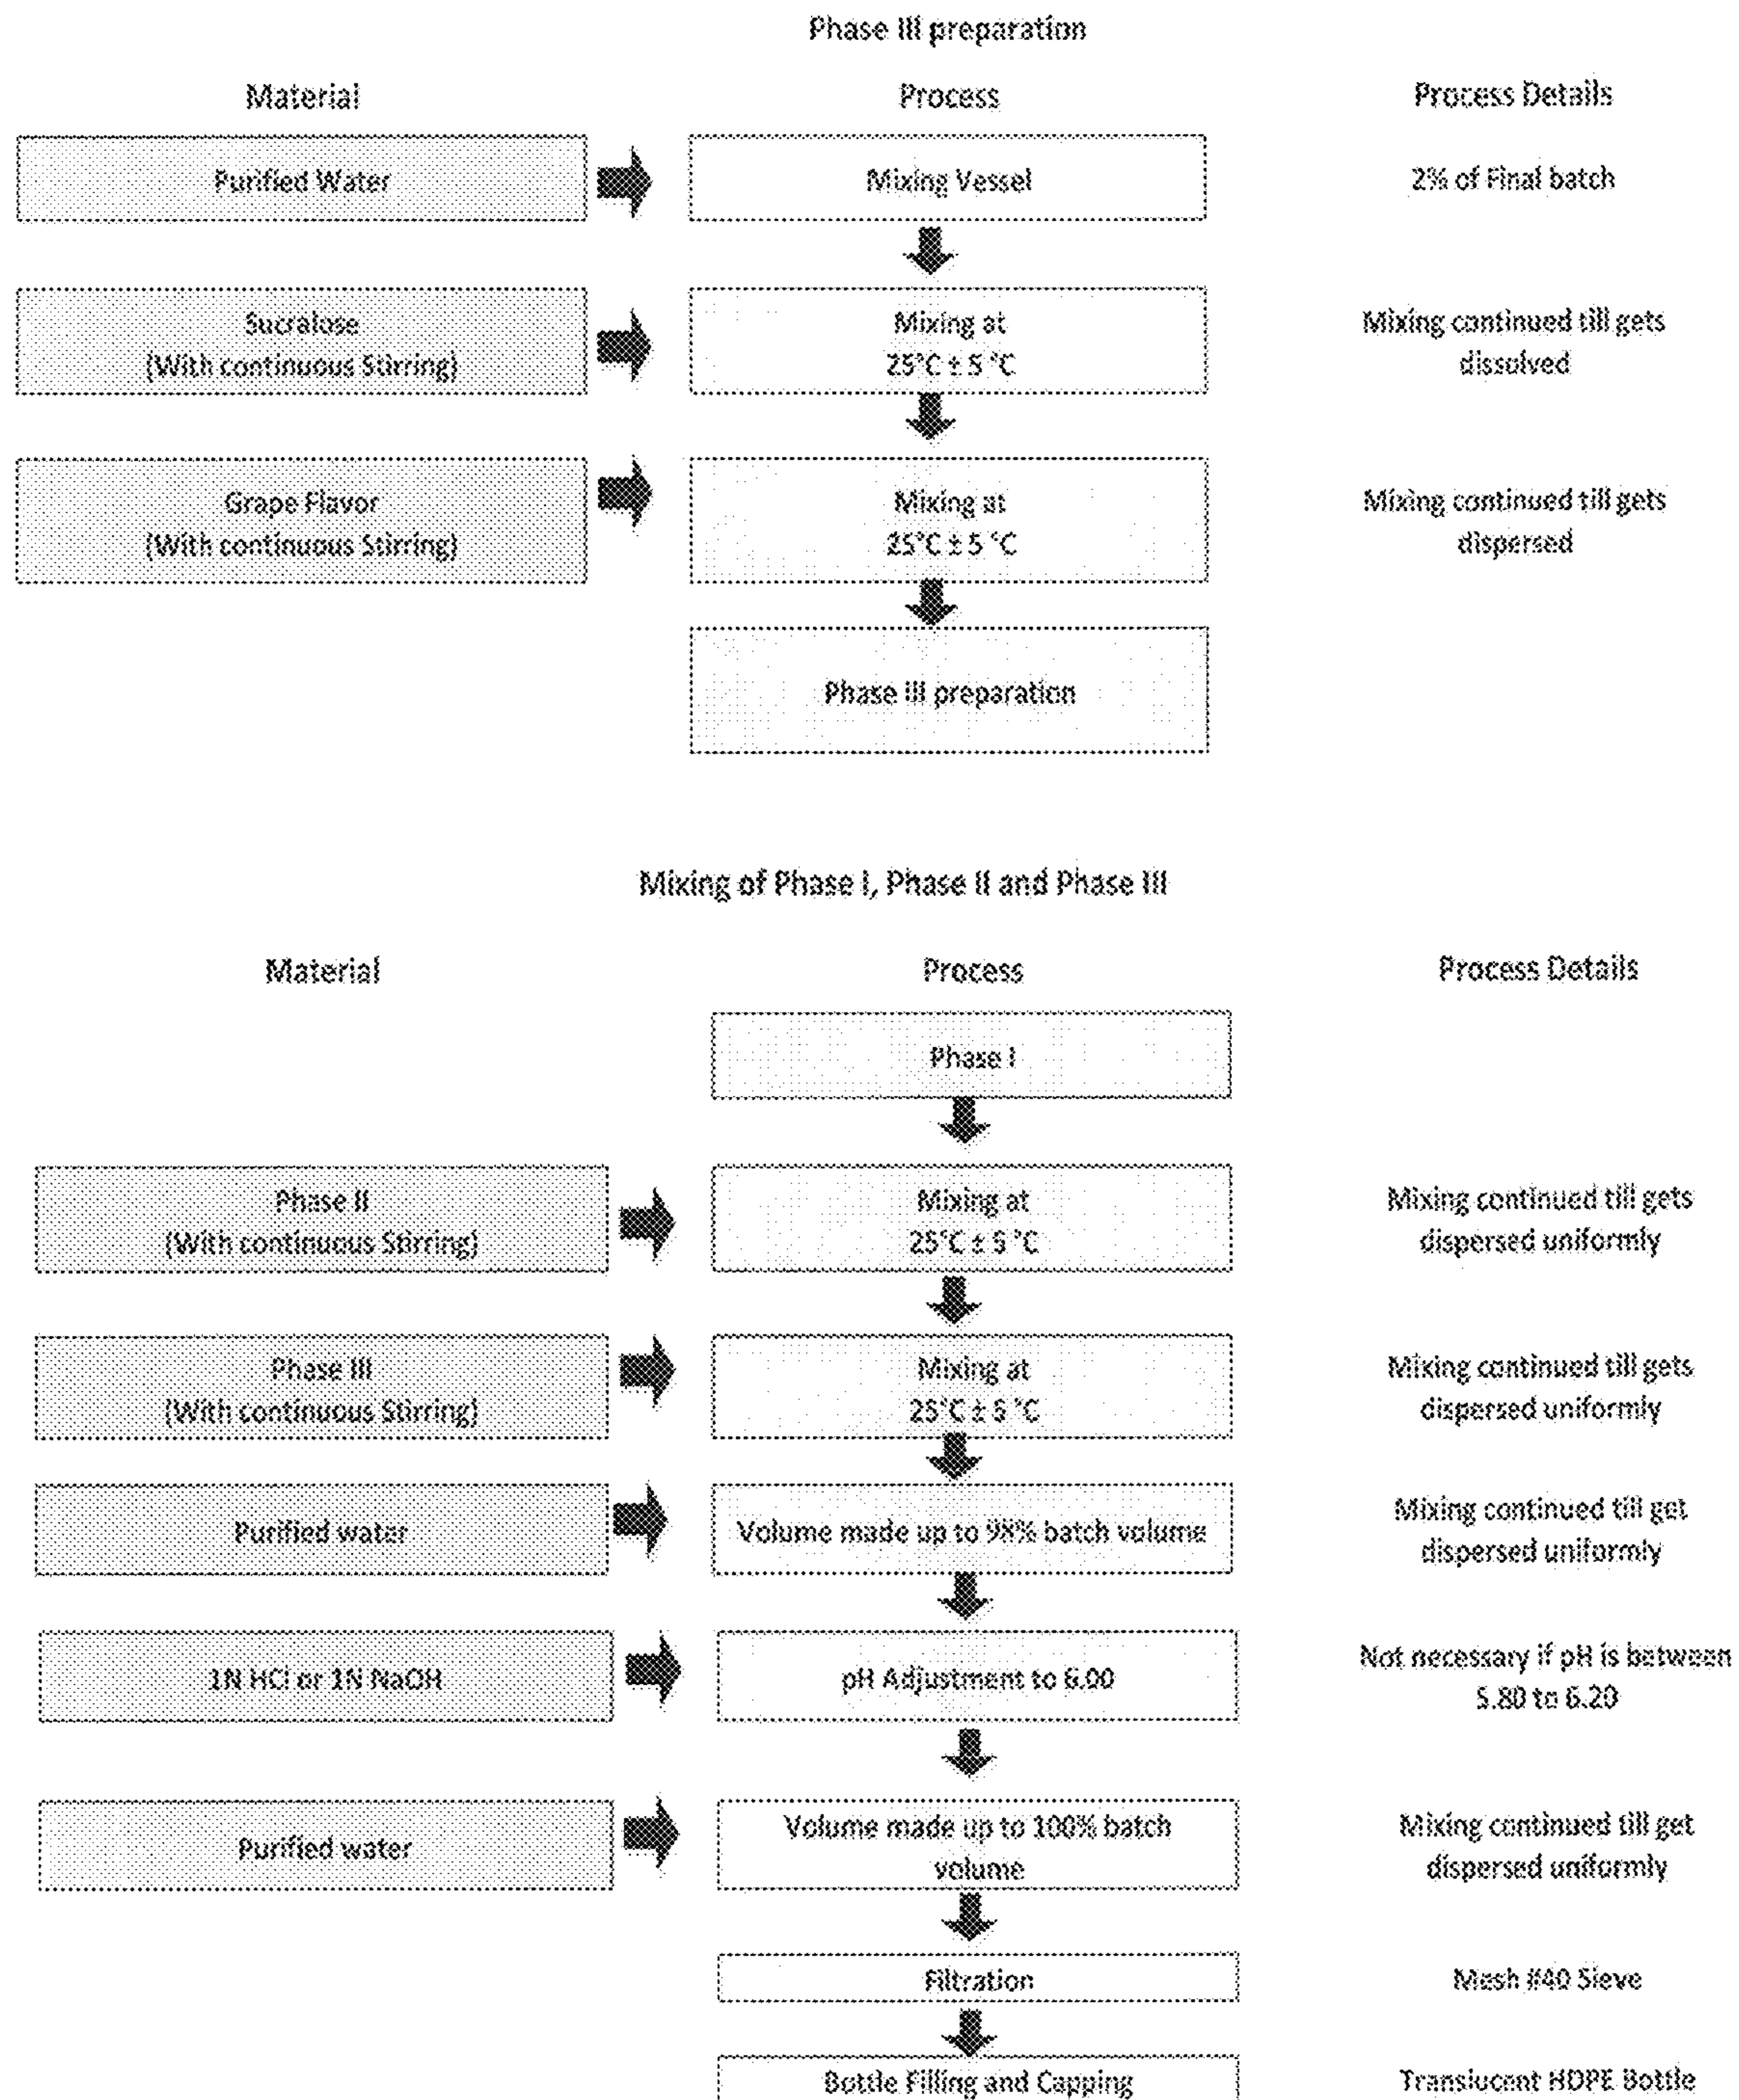 Phase III preparation
Material Process Process Details
Purified Water Mixing Vessel 2% of Final batch
Sucralose Mixing at Mixing continued till gets
(With continuous Stirring) 25°C ± 5 °C dissolved
Grape Flavor Mixing at Mixing continued till gets
(With continuous Stirring) 25°C ± 5 °C dispersed
Phase III preparation
Mixing of Phase I, Phase II and Phase III
Material Process Process Details
Phase I
Phase II Mixing at Mixing continued till gets
(With continuous Stirring) 25°C ± 5 °C dispersed uniformly
Phase III Mixing at Mixing continued till gets
(With continuous Stirring) 25°C ± 5 °C dispersed uniformly
Purified water Volume made up to 98% batch volume Mixing continued till get
dispersed uniformly
1N HCl or 1N NaOH pH Adjustment to 6.00 Not necessary if pH is between
5.80 to 6.20
Purified water Volume made up to 100% batch Mixing continued till get
volume dispersed uniformly
Filtration Mesh #40 Sieve
Bottle Filling and Capping Translucent HDPE Bottle